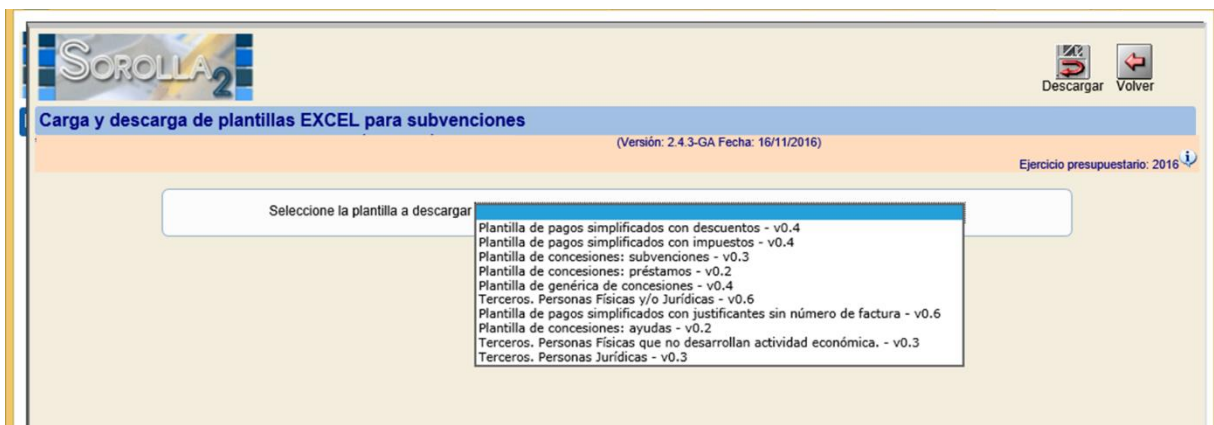 SOROLLA2
Descargar Volver
Carga y descarga de plantillas EXCEL para subvenciones
(Versión: 2.4.3-GA Fecha: 16/11/2016)
Ejercicio presupuestario: 2016
Seleccione la plantilla a descargar
Plantilla de pagos simplificados con descuentos - v0.4
Plantilla de pagos simplificados con impuestos - v0.4
Plantilla de concesiones: subvenciones - v0.3
Plantilla de concesiones: préstamos - v0.2
Plantilla de genérica de concesiones - v0.4
Terceros. Personas Físicas y/o Jurídicas - v0.6
Plantilla de pagos simplificados con justificantes sin número de factura - v0.6
Plantilla de concesiones: ayudas - v0.2
Terceros. Personas Físicas que no desarrollan actividad económica. - v0.3
Terceros. Personas Jurídicas - v0.3